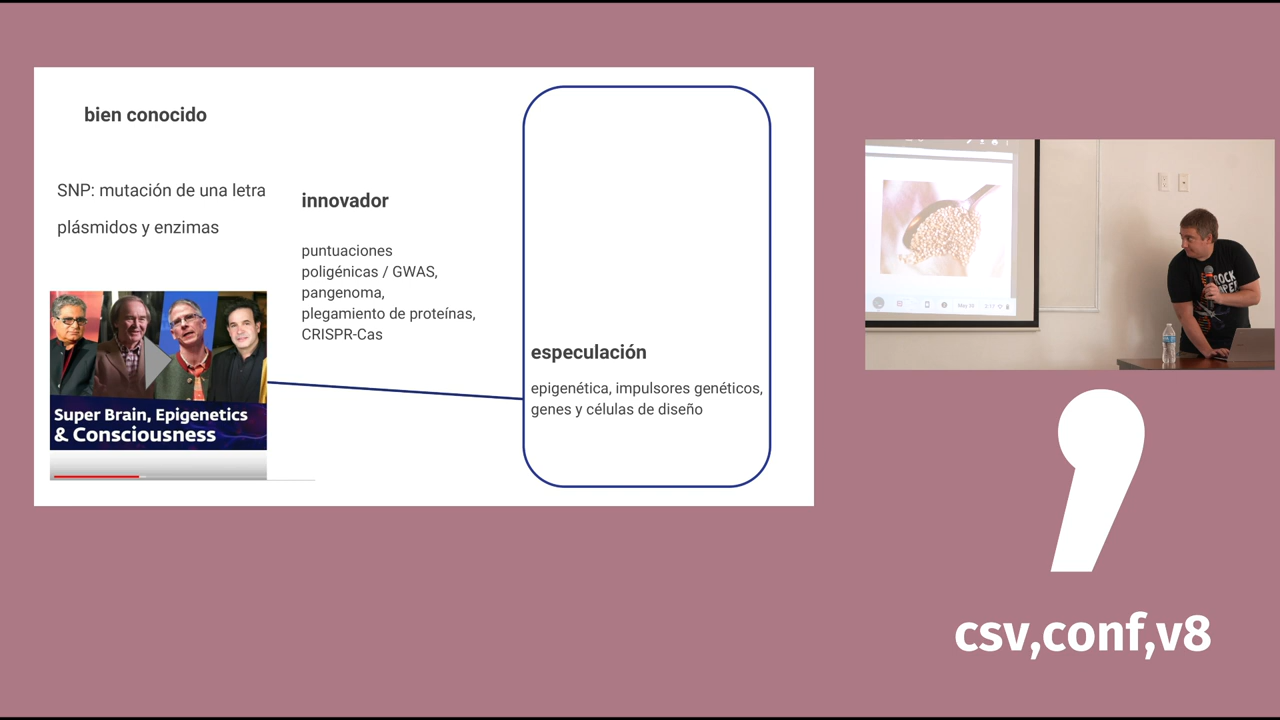 bien conocido
SNP: mutación de una letra
plásmidos y enzimas
innovador
puntuaciones
poligénicas / GWAS,
pangenoma,
plegamiento de proteínas,
CRISPR-Cas
Super Brain, Epigenetics
& Consciousness
especulación
epigenética, impulsores genéticos,
genes y células de diseño
ROCK
csv,conf,v8